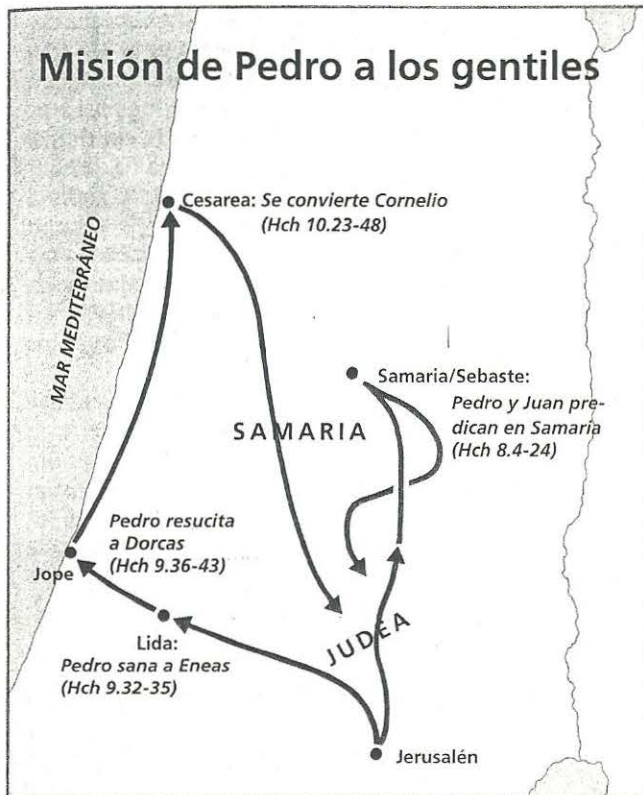 Misión de Pedro a los gentiles
Cesarea: Se convierte Cornelio
(Hch 10.23-48)
MAR MEDITERRÁNEO
Samaria/Sebaste:
Pedro y Juan pre-
dican en Samaria
(Hch 8.4-24)
SAMARIA
Pedro resucita
a Dorcas
(Hch 9.36-43)
Jope
JUDEA
Lida:
Pedro sana a Eneas
(Hch 9.32-35)
Jerusalén